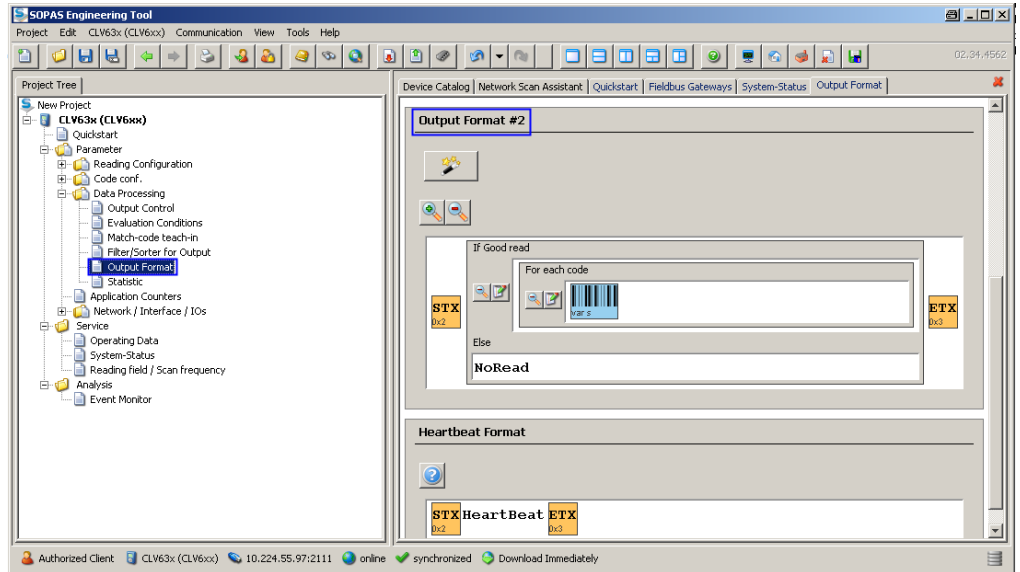 SOPAS Engineering Tool
Project Edit CLV63x (CLV6xx) Communication View Tools Help
02.34.4562
Project Tree
Device Catalog Network Scan Assistant Quickstart Fieldbus Gateways System-Status Output Format
New Project
CLV63x (CLV6xx)
Quickstart
Parameter
Reading Configuration
Code conf.
Data Processing
Output Control
Evaluation Conditions
Match-code teach-in
Filter/Sorter for Output
Output Format
Statistic
Application Counters
Network / Interface / IOs
Service
Operating Data
System-Status
Reading field / Scan frequency
Analysis
Event Monitor
Output Format #2
If Good read
For each code
var s
STX
0x2
ETX
0x3
Else
NoRead
Heartbeat Format
STX HeartBeat ETX
0x2 0x3
Authorized Client CLV63x (CLV6xx) 10.224.55.97:2111 online synchronized Download Immediately